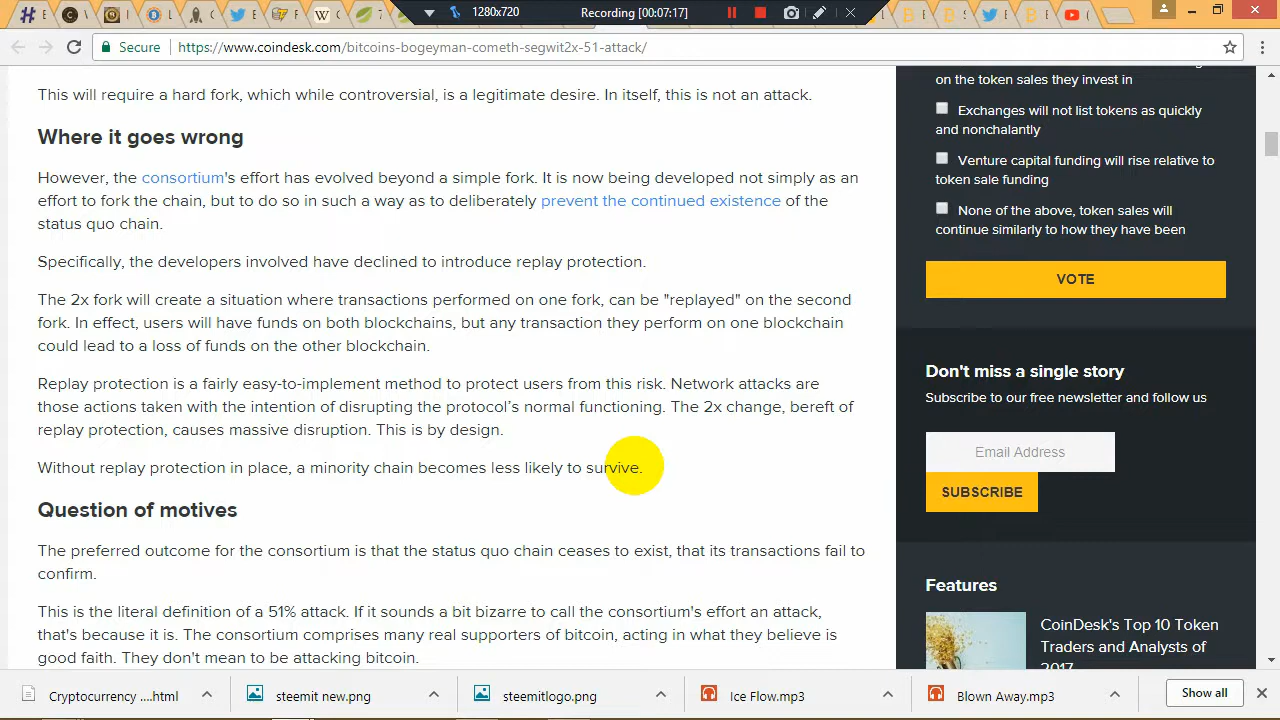 1280x720
Recording [00:07:17]
Secure
https://www.coindesk.com/bitcoins-bogeyman-cometh-segwit2x-51-attack/
This will require a hard fork, which while controversial, is a legitimate desire. In itself, this is not an attack.
Where it goes wrong
However, the consortium's effort has evolved beyond a simple fork. It is now being developed not simply as an
effort to fork the chain, but to do so in such a way as to deliberately prevent the continued existence of the
status quo chain.
Specifically, the developers involved have declined to introduce replay protection.
The 2x fork will create a situation where transactions performed on one fork, can be "replayed" on the second
fork. In effect, users will have funds on both blockchains, but any transaction they perform on one blockchain
could lead to a loss of funds on the other blockchain.
Replay protection is a fairly easy-to-implement method to protect users from this risk. Network attacks are
those actions taken with the intention of disrupting the protocol’s normal functioning. The 2x change, bereft of
replay protection, causes massive disruption. This is by design.
Without replay protection in place, a minority chain becomes less likely to survive.
Question of motives
The preferred outcome for the consortium is that the status quo chain ceases to exist, that its transactions fail to
confirm.
This is the literal definition of a 51% attack. If it sounds a bit bizarre to call the consortium's effort an attack,
that's because it is. The consortium comprises many real supporters of bitcoin, acting in what they believe is
good faith. They don't mean to be attacking bitcoin.
on the token sales they invest in
Exchanges will not list tokens as quickly
and nonchalantly
Venture capital funding will rise relative to
token sale funding
None of the above, token sales will
continue similarly to how they have been
VOTE
Don't miss a single story
Subscribe to our free newsletter and follow us
Email Address
SUBSCRIBE
Features
CoinDesk's Top 10 Token
Traders and Analysts of
2017
Cryptocurrency ....html
steemit new.png
steemitlogo.png
Ice Flow.mp3
Blown Away.mp3
Show all